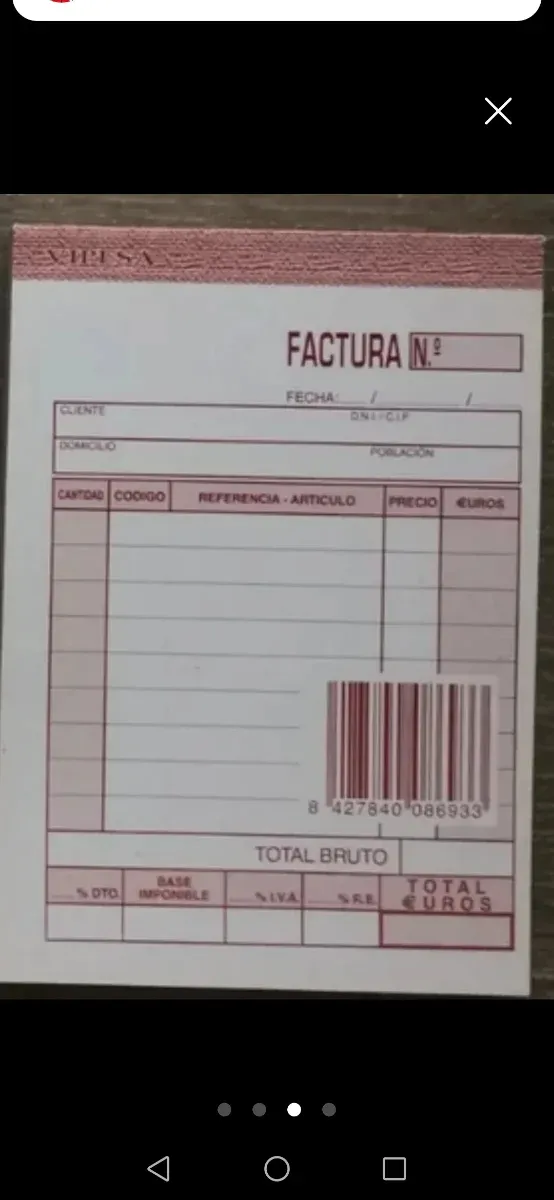 VIPESA
FACTURA N.º
FECHA: / /
CLIENTE D.N.I.-C.I.F.
DOMICILIO POBLACIÓN
CANTIDAD CODIGO REFERENCIA - ARTICULO PRECIO €UROS
8 427840 086933
TOTAL BRUTO
% DTO. BASE IMPONIBLE % I.V.A. % R.E. TOTAL €UROS